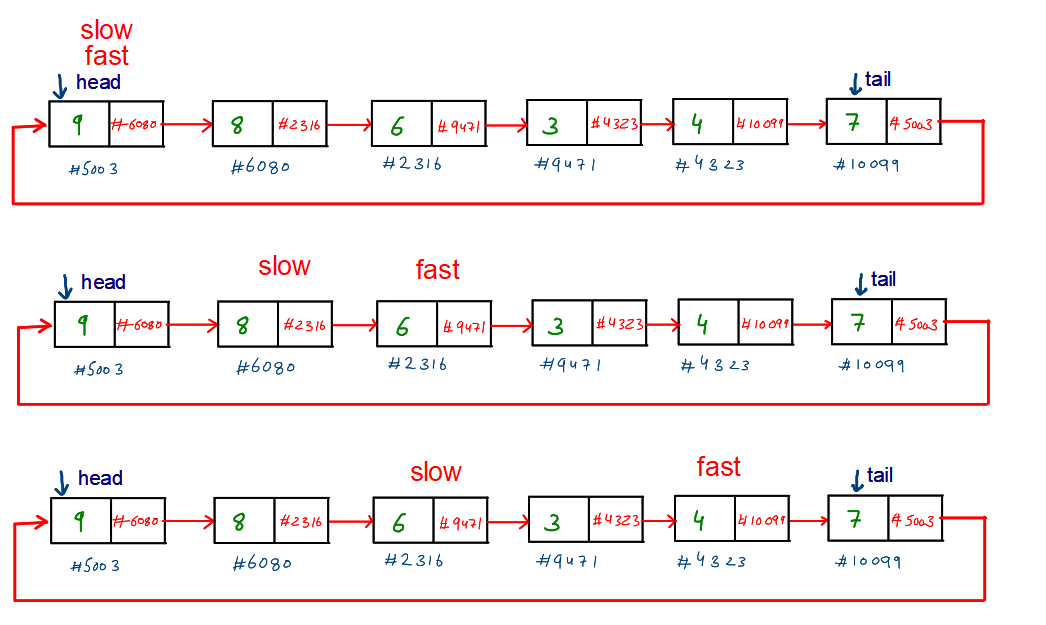 slow
fast
head tail
9 #6080 8 #2316 6 #9471 3 #4323 4 #10099 7 #5003
#5003 #6080 #2316 #9471 #4323 #10099
slow fast
head tail
9 #6080 8 #2316 6 #9471 3 #4323 4 #10099 7 #5003
#5003 #6080 #2316 #9471 #4323 #10099
slow fast
head tail
9 #6080 8 #2316 6 #9471 3 #4323 4 #10099 7 #5003
#5003 #6080 #2316 #9471 #4323 #10099